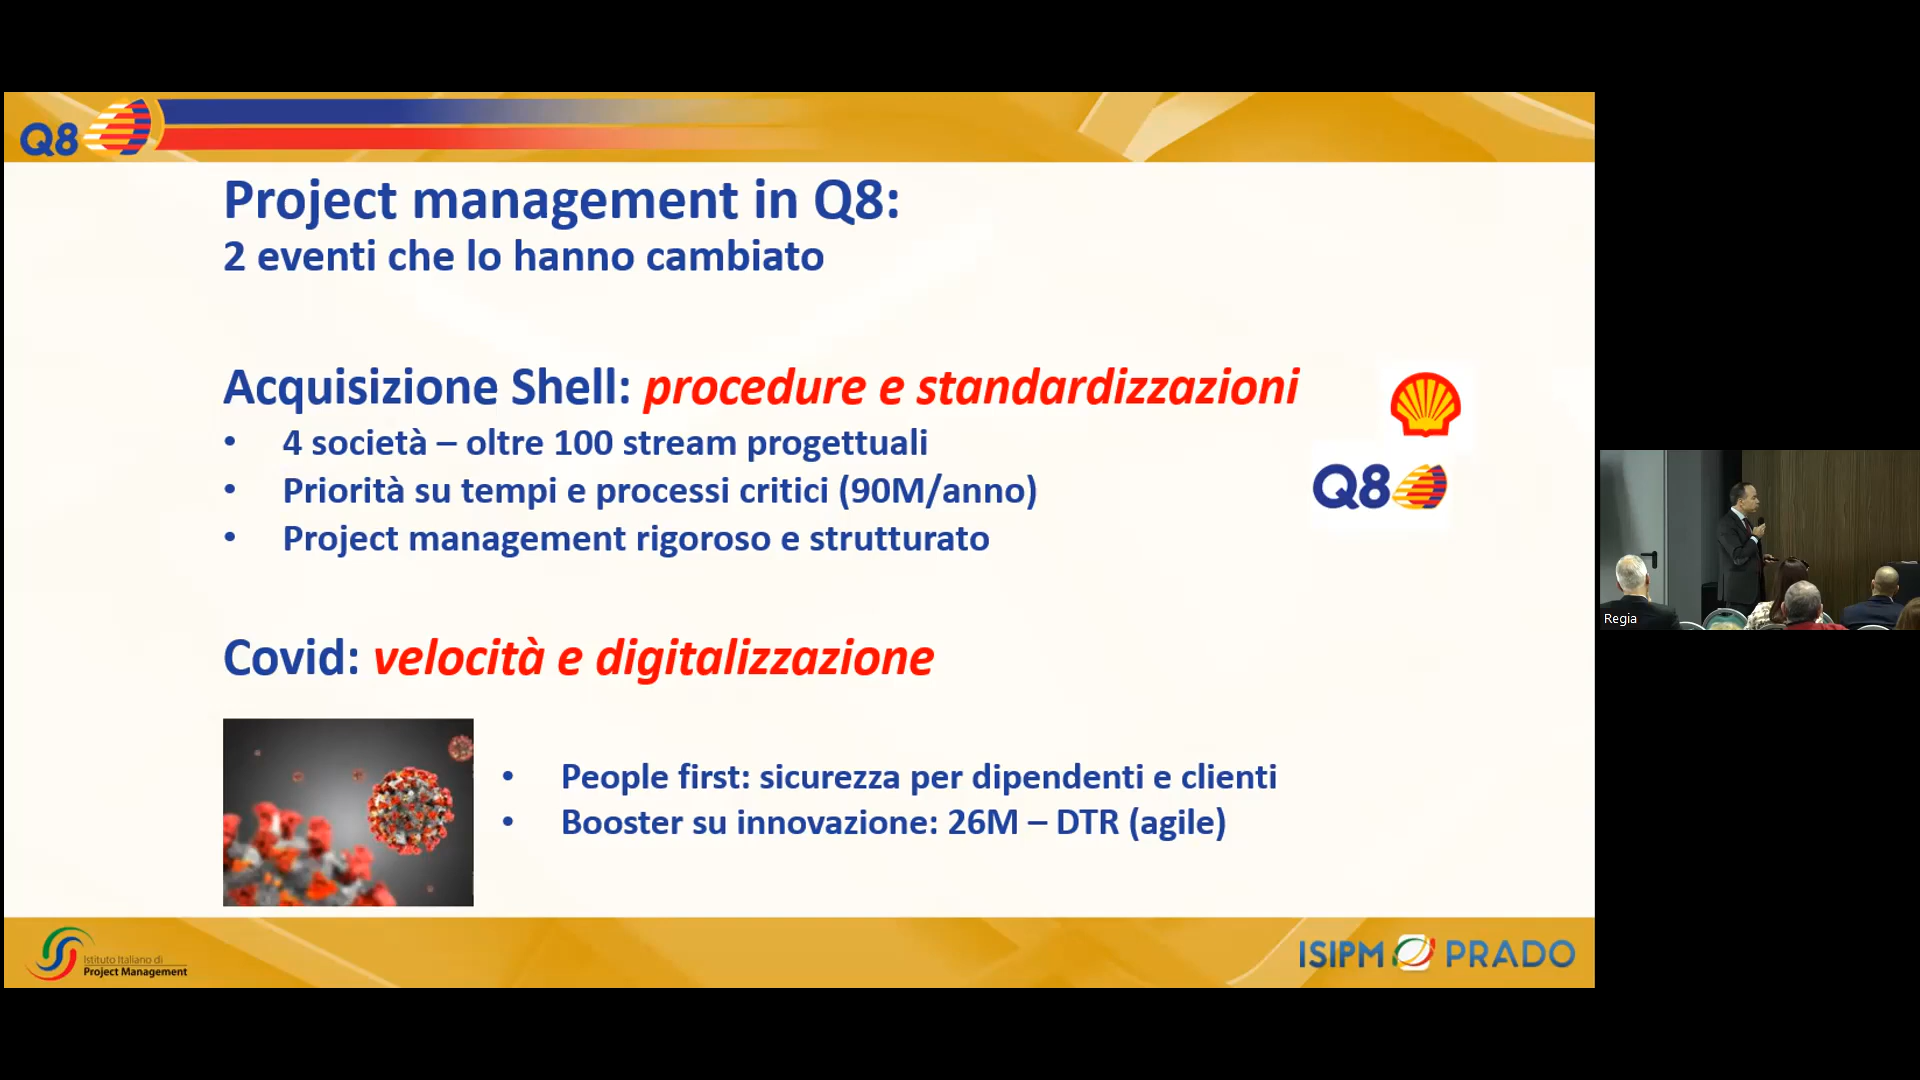 Q8
Project management in Q8:
2 eventi che lo hanno cambiato
Acquisizione Shell: procedure e standardizzazioni
• 4 società – oltre 100 stream progettuali
• Priorità su tempi e processi critici (90M/anno)
• Project management rigoroso e strutturato
Q8
Regia
Covid: velocità e digitalizzazione
• People first: sicurezza per dipendenti e clienti
• Booster su innovazione: 26M – DTR (agile)
Istituto Italiano di
Project Management
ISIPM PRADO